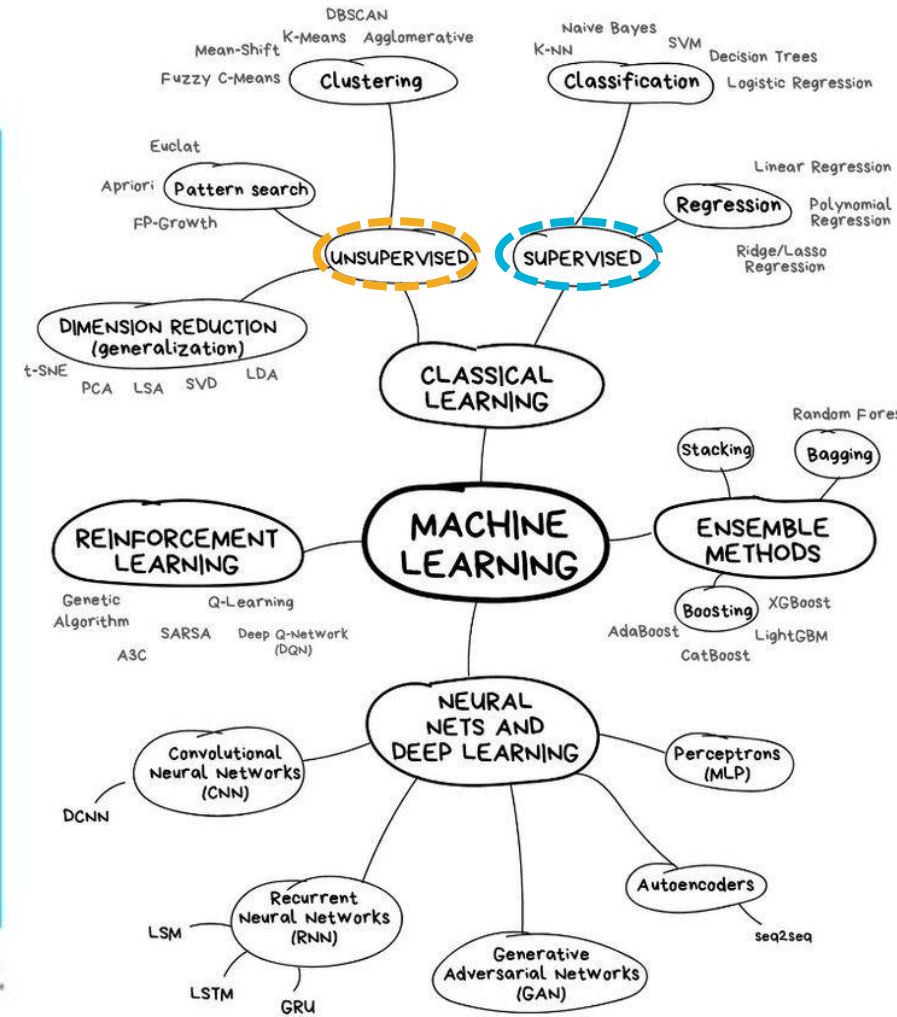 DBSCAN
K-Means Agglomerative
Mean-Shift
Fuzzy C-Means
Clustering
Naive Bayes
K-NN
SVM
Decision Trees
Classification
Logistic Regression
Euclat
Apriori
Pattern search
FP-Growth
Linear Regression
Regression
Polynomial
Regression
Ridge/Lasso
Regression
UNSUPERVISED
SUPERVISED
DIMENSION REDUCTION
(generalization)
t-SNE
PCA
LSA
SVD
LDA
CLASSICAL
LEARNING
Random Fores
Stacking
Bagging
MACHINE
LEARNING
REINFORCEMENT
LEARNING
ENSEMBLE
METHODS
Genetic
Algorithm
Q-Learning
SARSA
Deep Q-Network
(DQN)
A3C
Boosting
XGBoost
AdaBoost
LightGBM
CatBoost
NEURAL
NETS AND
DEEP LEARNING
Convolutional
Neural Networks
(CNN)
DCNN
Perceptrons
(MLP)
Recurrent
Neural Networks
(RNN)
LSM
LSTM
GRU
Autoencoders
seq2seq
Generative
Adversarial Networks
(GAN)